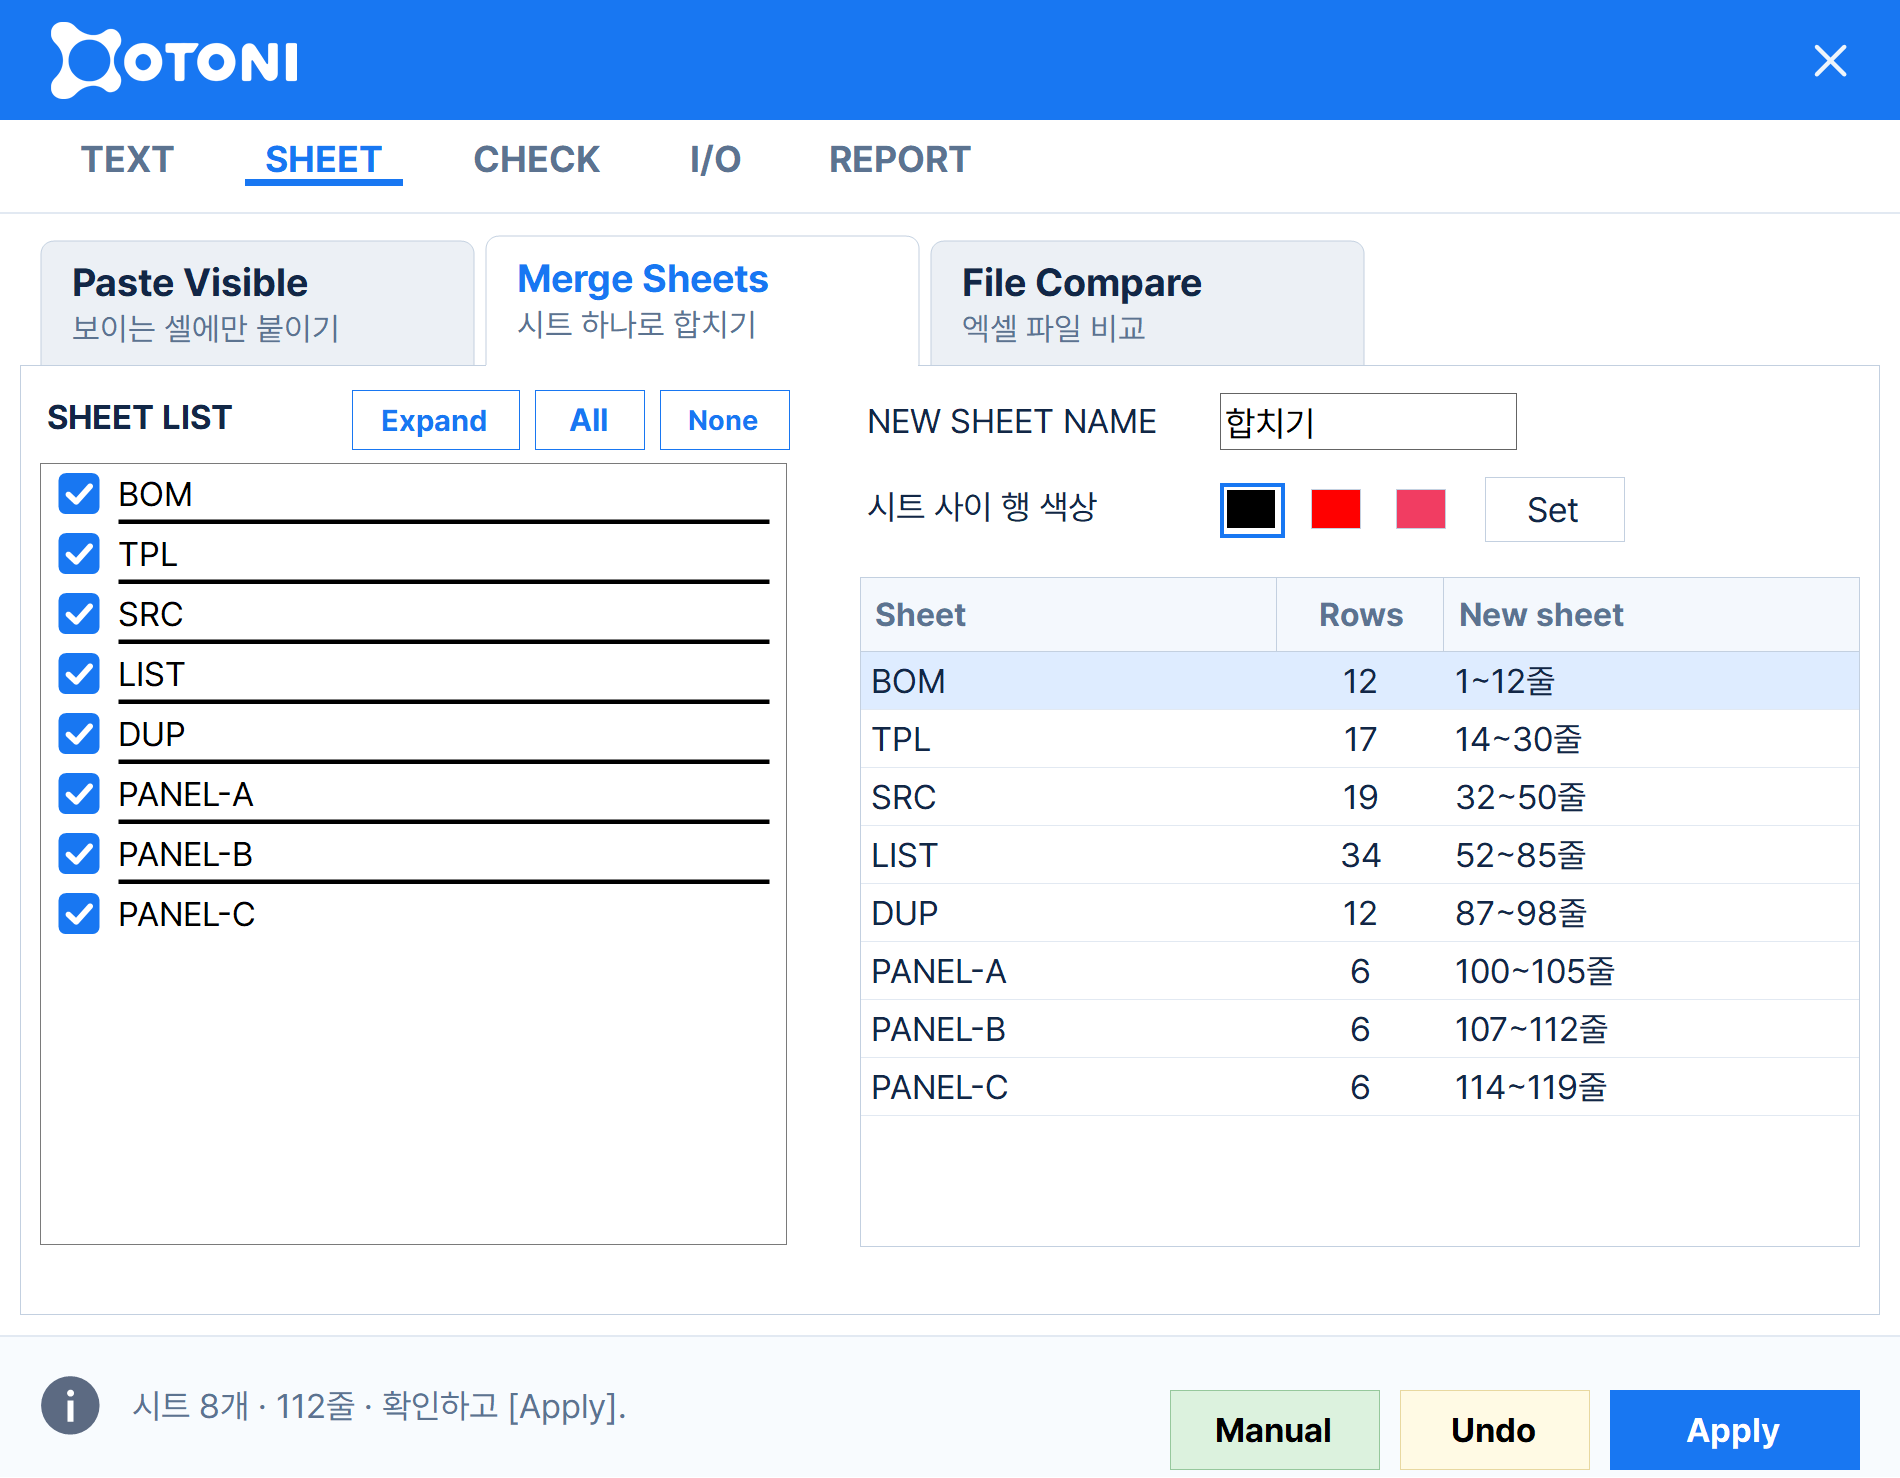 OTONI
TEXT SHEET CHECK I/O REPORT
Paste Visible
보이는 셀에만 붙이기
Merge Sheets
시트 하나로 합치기
File Compare
엑셀 파일 비교
SHEET LIST Expand All None
BOM
TPL
SRC
LIST
DUP
PANEL-A
PANEL-B
PANEL-C
NEW SHEET NAME 합치기
시트 사이 행 색상 Set
Sheet Rows New sheet
BOM 12 1~12줄
TPL 17 14~30줄
SRC 19 32~50줄
LIST 34 52~85줄
DUP 12 87~98줄
PANEL-A 6 100~105줄
PANEL-B 6 107~112줄
PANEL-C 6 114~119줄
시트 8개 · 112줄 · 확인하고 [Apply].
Manual Undo Apply